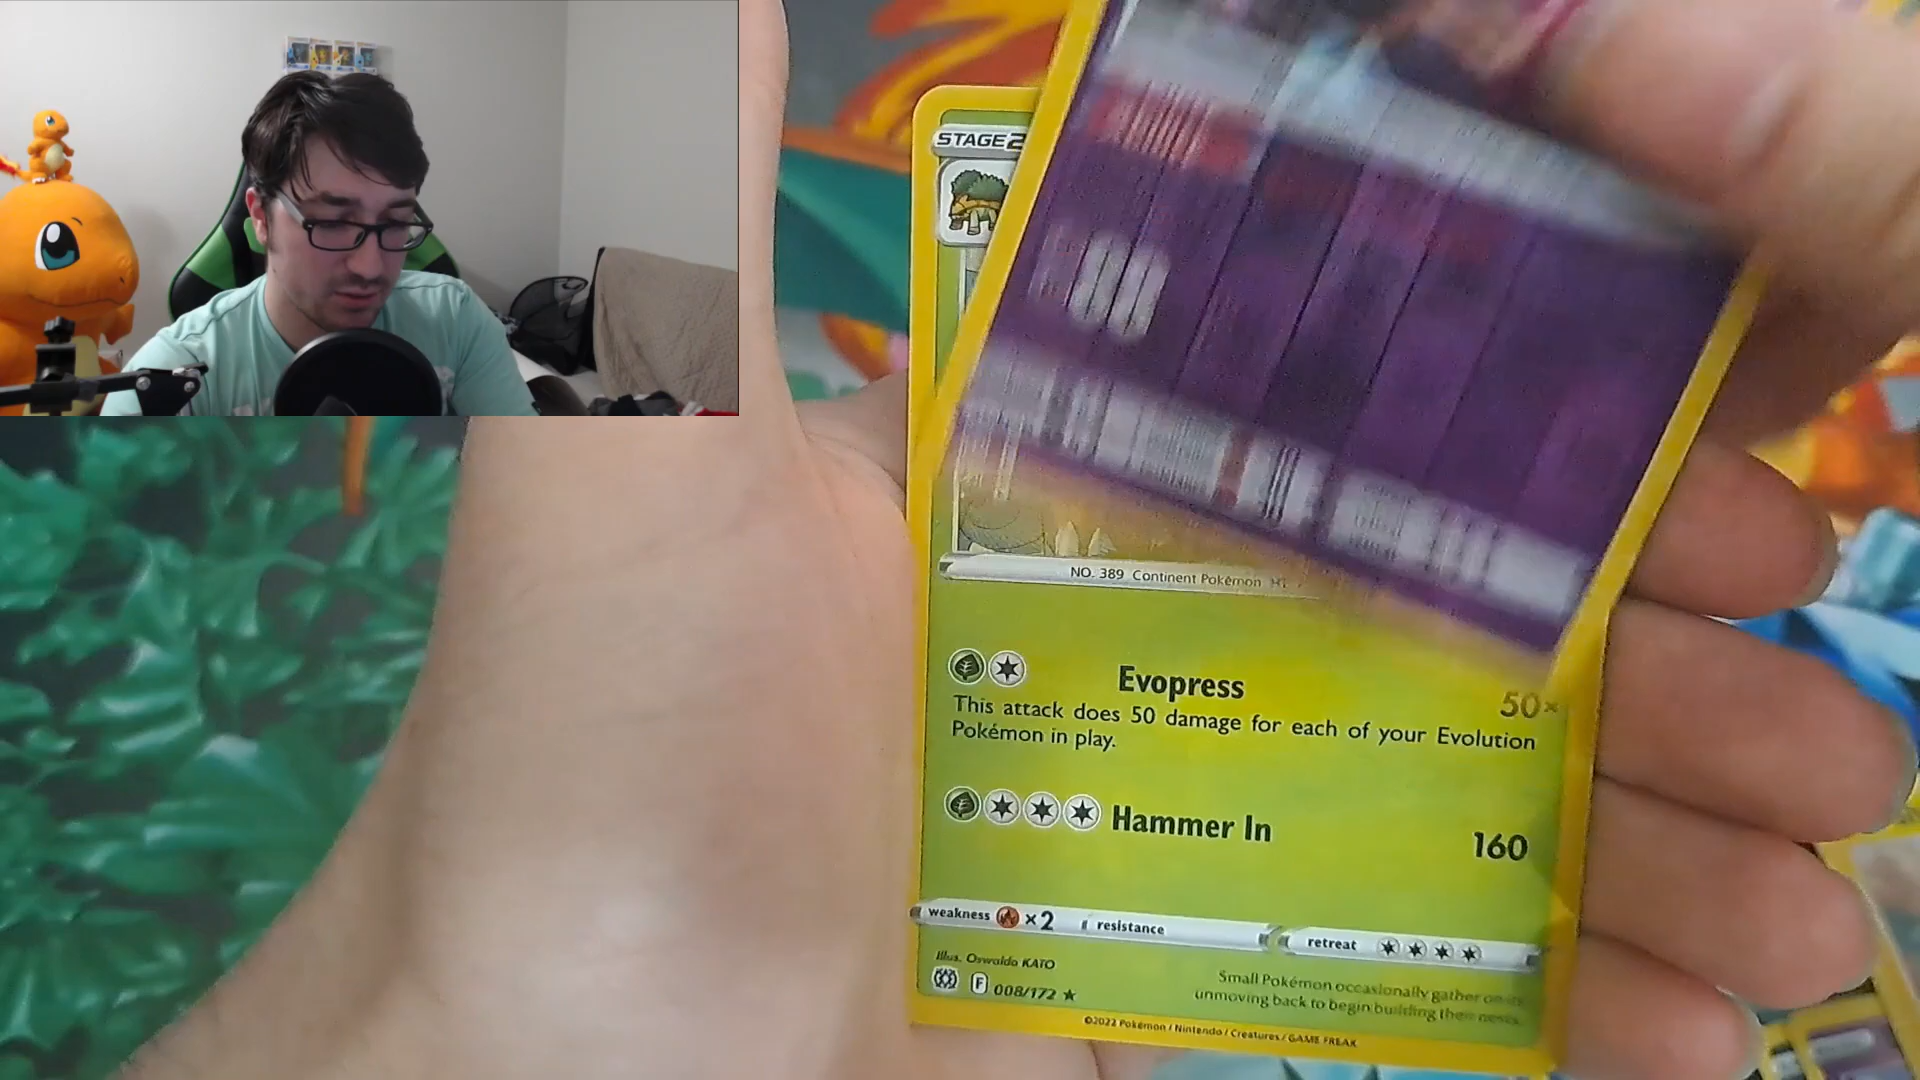 STAGE2
NO. 389 Continent Pokémon
Evopress
50×
This attack does 50 damage for each of your Evolution
Pokémon in play.
Hammer In
160
weakness ×2 resistance retreat
Illus. Oswaldo KATO
F 008/172 ★
Small Pokémon occasionally gather on its
unmoving back to begin building their nests.
©2022 Pokémon / Nintendo / Creatures / GAME FREAK